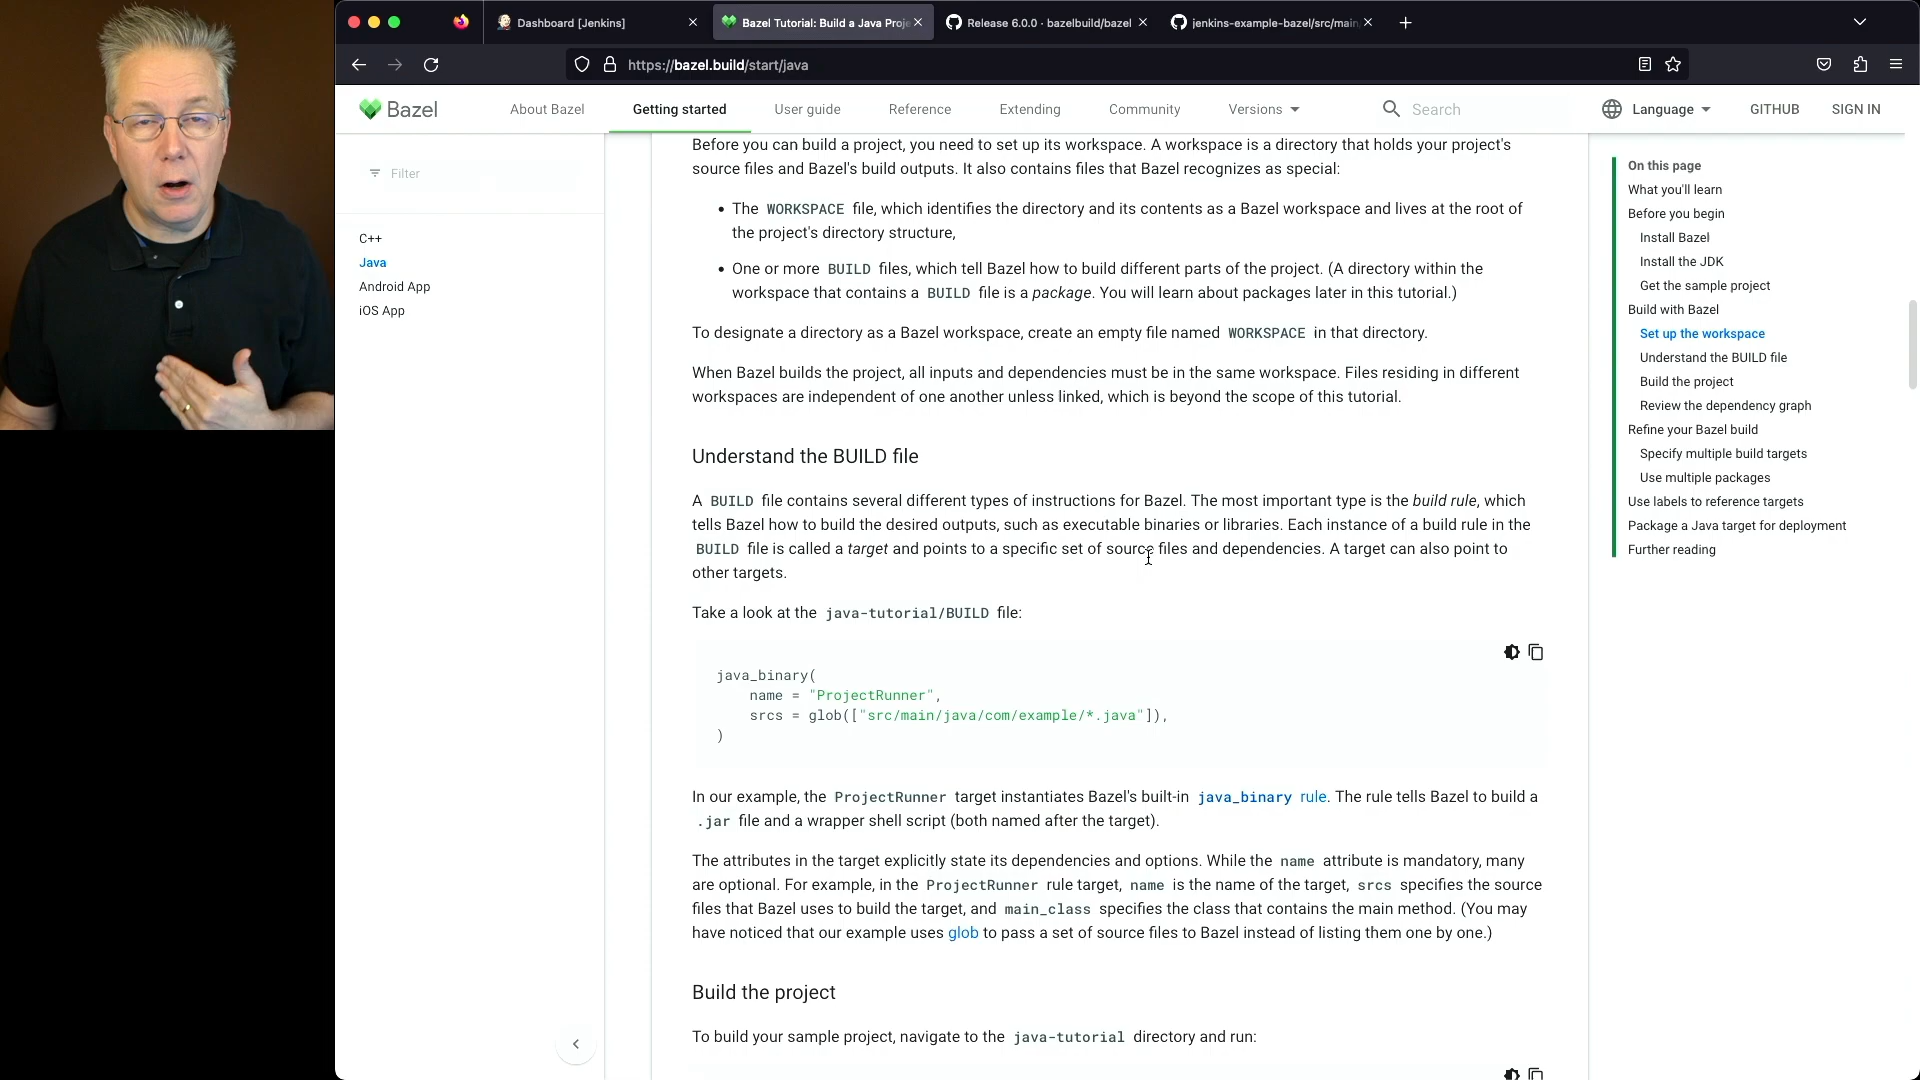 Dashboard [Jenkins]
Bazel Tutorial: Build a Java Proje
Release 6.0.0 · bazelbuild/bazel
jenkins-example-bazel/src/main
https://bazel.build/start/java
Bazel
About Bazel
Getting started
User guide
Reference
Extending
Community
Versions
Search
Language
GITHUB
SIGN IN
Filter
C++
Java
Android App
iOS App
Before you can build a project, you need to set up its workspace. A workspace is a directory that holds your project's
source files and Bazel's build outputs. It also contains files that Bazel recognizes as special:
• The WORKSPACE file, which identifies the directory and its contents as a Bazel workspace and lives at the root of
the project's directory structure,
• One or more BUILD files, which tell Bazel how to build different parts of the project. (A directory within the
workspace that contains a BUILD file is a package. You will learn about packages later in this tutorial.)
To designate a directory as a Bazel workspace, create an empty file named WORKSPACE in that directory.
When Bazel builds the project, all inputs and dependencies must be in the same workspace. Files residing in different
workspaces are independent of one another unless linked, which is beyond the scope of this tutorial.
Understand the BUILD file
A BUILD file contains several different types of instructions for Bazel. The most important type is the build rule, which
tells Bazel how to build the desired outputs, such as executable binaries or libraries. Each instance of a build rule in the
BUILD file is called a target and points to a specific set of source files and dependencies. A target can also point to
other targets.
Take a look at the java-tutorial/BUILD file:
java_binary(
    name = "ProjectRunner",
    srcs = glob(["src/main/java/com/example/*.java"]),
)
In our example, the ProjectRunner target instantiates Bazel's built-in java_binary rule. The rule tells Bazel to build a
.jar file and a wrapper shell script (both named after the target).
The attributes in the target explicitly state its dependencies and options. While the name attribute is mandatory, many
are optional. For example, in the ProjectRunner rule target, name is the name of the target, srcs specifies the source
files that Bazel uses to build the target, and main_class specifies the class that contains the main method. (You may
have noticed that our example uses glob to pass a set of source files to Bazel instead of listing them one by one.)
Build the project
To build your sample project, navigate to the java-tutorial directory and run:
On this page
What you'll learn
Before you begin
Install Bazel
Install the JDK
Get the sample project
Build with Bazel
Set up the workspace
Understand the BUILD file
Build the project
Review the dependency graph
Refine your Bazel build
Specify multiple build targets
Use multiple packages
Use labels to reference targets
Package a Java target for deployment
Further reading